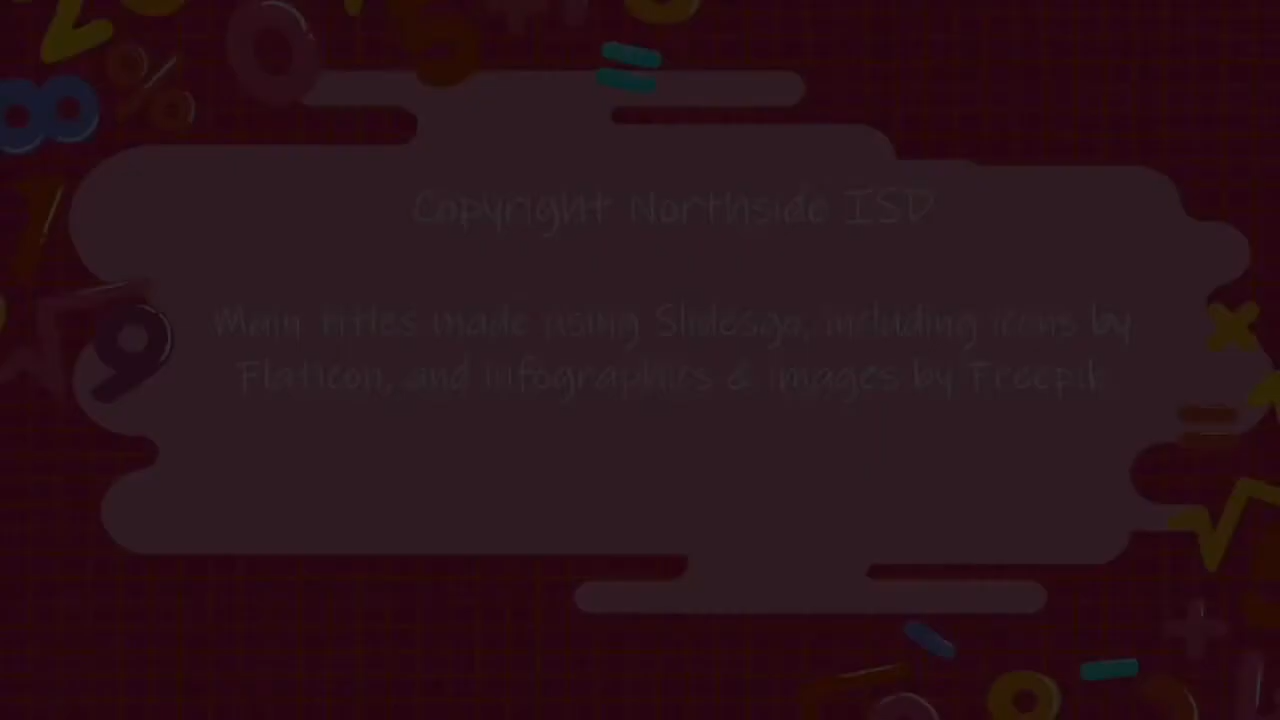 Copyright Northside ISD
Main titles made using Slidesgo, including icons by
Flaticon, and infographics & images by Freepik